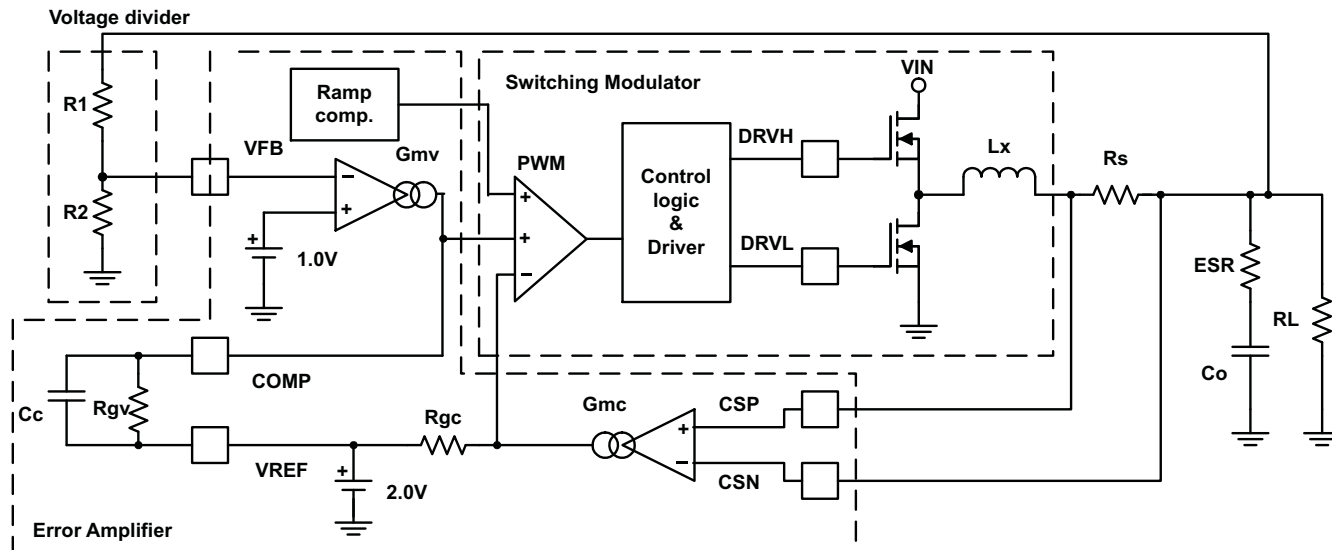 Voltage divider
R1
R2
VFB
Ramp
comp.
Gmv
+
1.0V
−
+
Switching Modulator
PWM
+
+
−
Control
logic
&
Driver
DRVH
DRVL
VIN
Lx
Rs
ESR
Co
RL
COMP
Cc
Rgv
VREF
Rgc
Gmc
CSP
CSN
+
−
+
2.0V
Error Amplifier